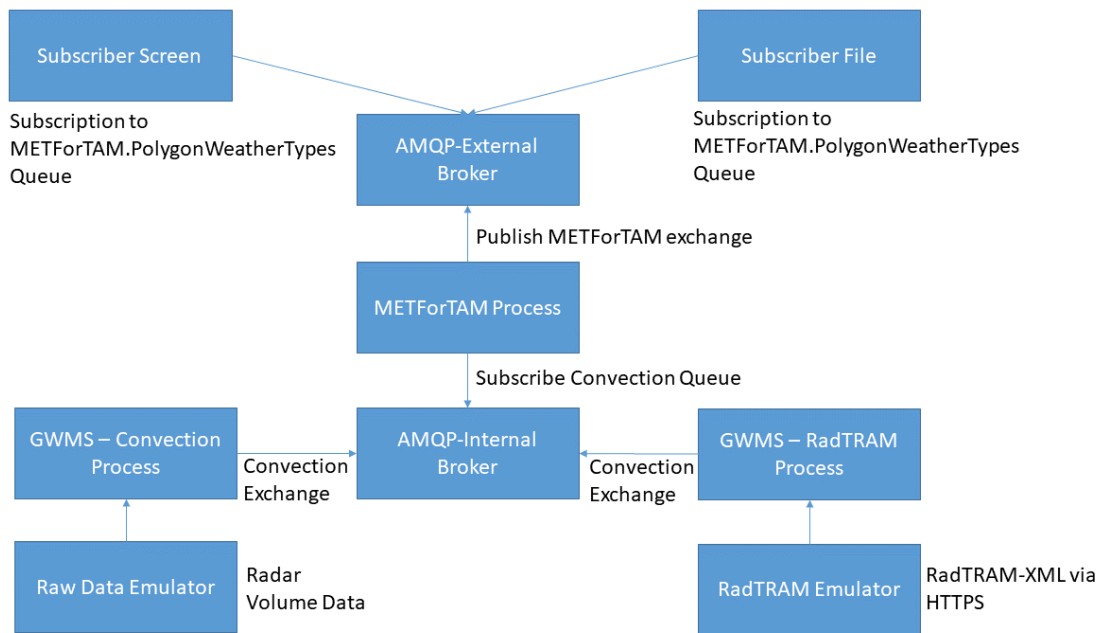 Subscriber Screen
Subscriber File
Subscription to
METForTAM.PolygonWeatherTypes
Queue
AMQP-External
Broker
Subscription to
METForTAM.PolygonWeatherTypes
Queue
Publish METForTAM exchange
METForTAM Process
Subscribe Convection Queue
GWMS – Convection
Process
Convection
Exchange
AMQP-Internal
Broker
Convection
Exchange
GWMS – RadTRAM
Process
Raw Data Emulator
Radar
Volume Data
RadTRAM Emulator
RadTRAM-XML via
HTTPS